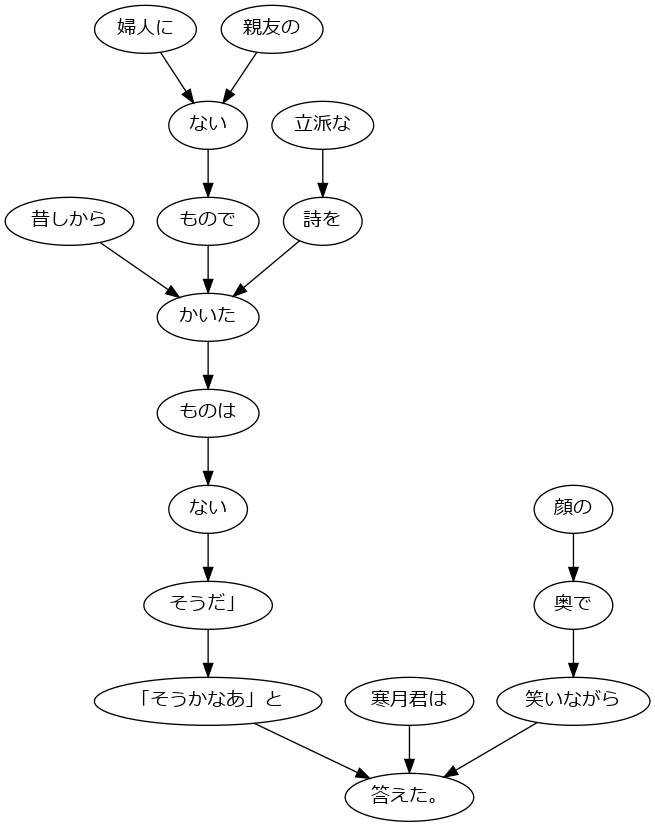 婦人に
親友の
ない
立派な
昔しから
もので
詩を
かいた
ものは
ない
顔の
そうだ」
奥で
「そうかなあ」と
寒月君は
笑いながら
答えた。